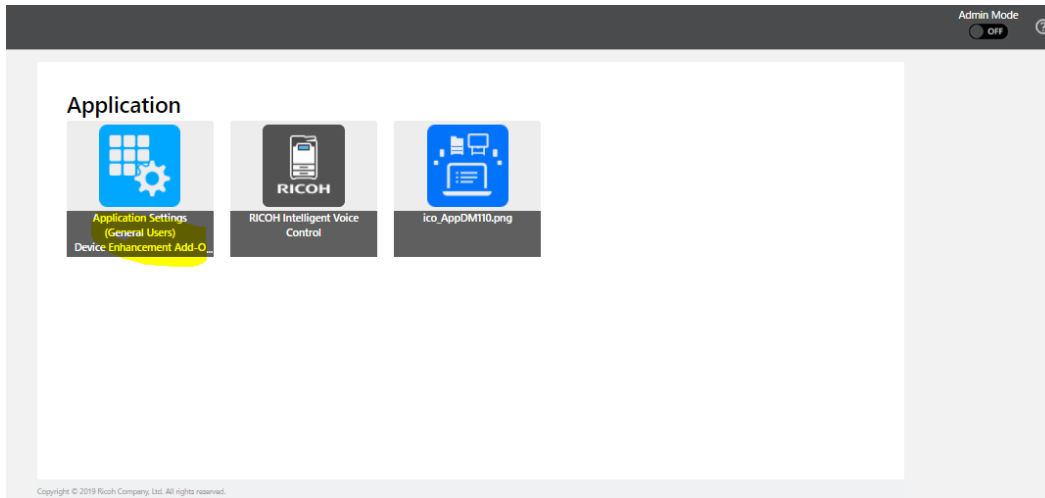 Admin Mode
OFF
Application
RICOH
Application Settings
(General Users)
Device Enhancement Add-O...
RICOH Intelligent Voice
Control
ico_AppDM110.png
Copyright © 2019 Ricoh Company, Ltd. All rights reserved.